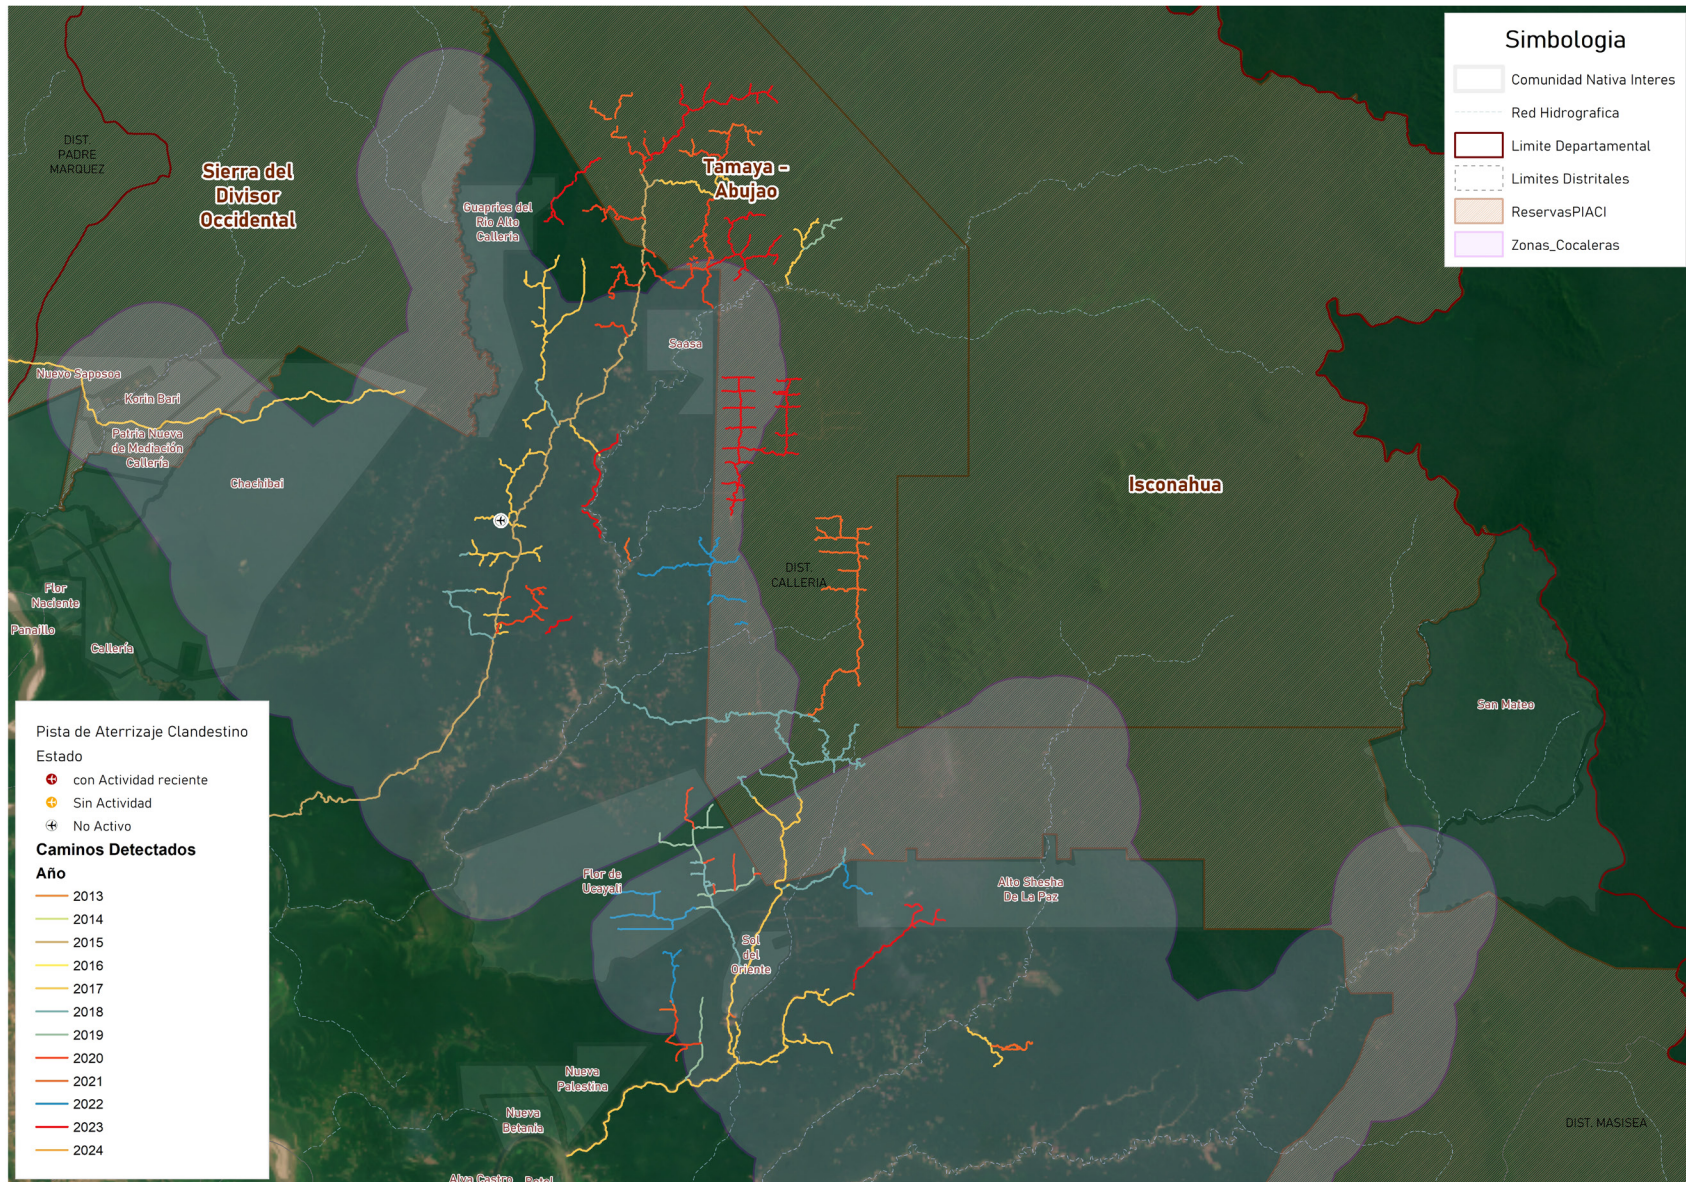 Simbologia
Comunidad Nativa Interes
Red Hidrografica
Limite Departamental
Limites Distritales
ReservasPIACI
Zonas_Cocaleras
DIST.
PADRE
MARQUEZ
Sierra del
Divisor
Occidental
Tamaya -
Abujao
Guapries del
Rio Alto
Calleria
Saasa
Nuevo Saposoa
Korin Bari
Patria Nueva
de Mediación
Callería
Chachibai
Isconahua
DIST.
CALLERIA
Flor
Naciente
Panaillo
Callería
San Mateo
Flor de
Ucayali
Alto Shesha
De La Paz
Sol
del
Oriente
Nueva
Palestina
Nueva
Betania
DIST. MASISEA
Alva Castro
Betel
Pista de Aterrizaje Clandestino
Estado
con Actividad reciente
Sin Actividad
No Activo
Caminos Detectados
Año
2013
2014
2015
2016
2017
2018
2019
2020
2021
2022
2023
2024